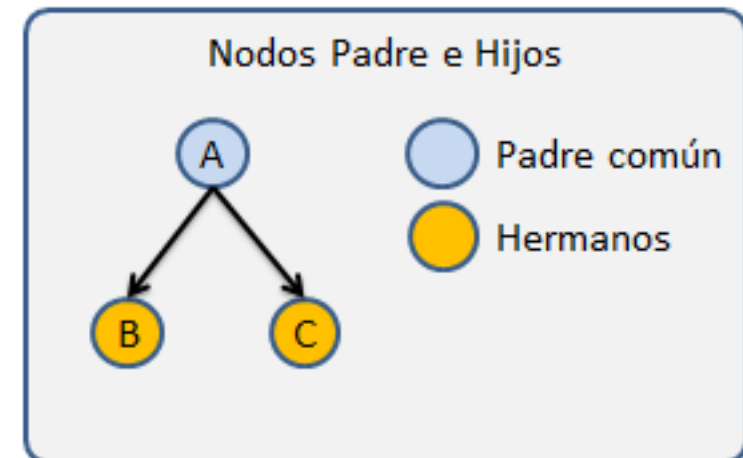 Nodos Padre e Hijos
A
Padre común
Hermanos
B
C